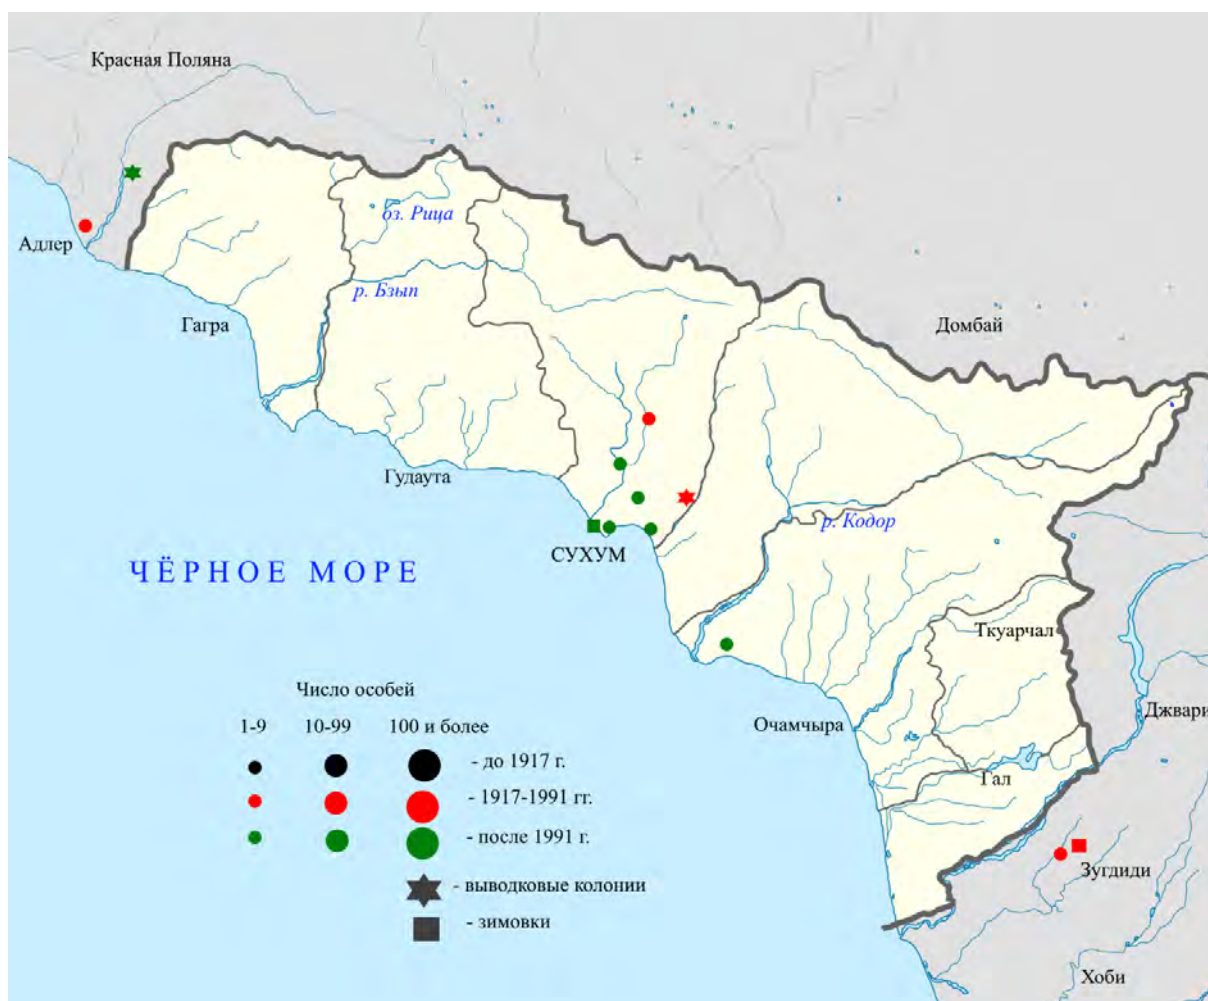 Красная Поляна
оз. Рица
Адлер
р. Бзып
Гагра
Домбай
Гудаута
р. Кодор
СУХУМ
ЧЁРНОЕ МОРЕ
Ткуарчал
Очамчыра
Джвари
Гал
Зугдиди
Хоби
Число особей
1-9 10-99 100 и более
- до 1917 г.
- 1917-1991 гг.
- после 1991 г.
- выводковые колонии
- зимовки